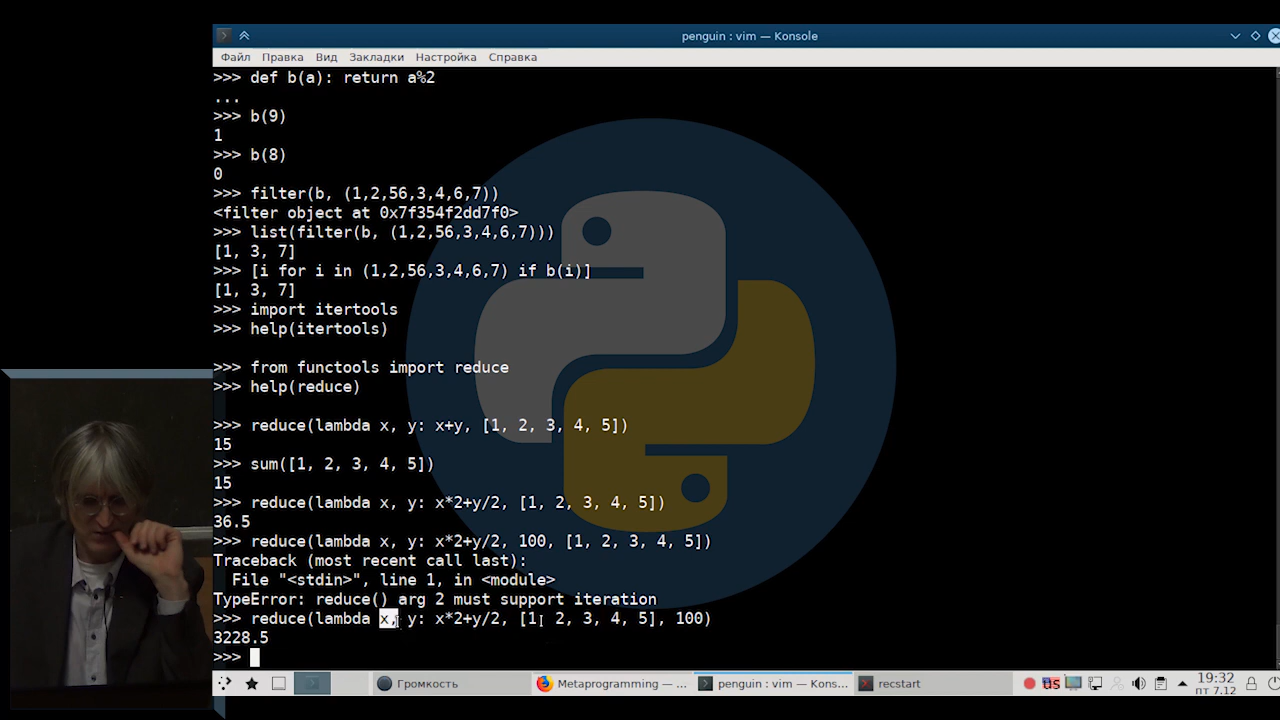 penguin : vim — Konsole
Файл Правка Вид Закладки Настройка Справка
>>> def b(a): return a%2
...
>>> b(9)
1
>>> b(8)
0
>>> filter(b, (1,2,56,3,4,6,7))
<filter object at 0x7f354f2dd7f0>
>>> list(filter(b, (1,2,56,3,4,6,7)))
[1, 3, 7]
>>> [i for i in (1,2,56,3,4,6,7) if b(i)]
[1, 3, 7]
>>> import itertools
>>> help(itertools)
>>> from functools import reduce
>>> help(reduce)
>>> reduce(lambda x, y: x+y, [1, 2, 3, 4, 5])
15
>>> sum([1, 2, 3, 4, 5])
15
>>> reduce(lambda x, y: x*2+y/2, [1, 2, 3, 4, 5])
36.5
>>> reduce(lambda x, y: x*2+y/2, 100, [1, 2, 3, 4, 5])
Traceback (most recent call last):
  File "<stdin>", line 1, in <module>
TypeError: reduce() arg 2 must support iteration
>>> reduce(lambda x, y: x*2+y/2, [1, 2, 3, 4, 5], 100)
3228.5
>>>
Громкость Metaprogramming — ... penguin : vim — Kons... recstart us 19:32
пт 7.12